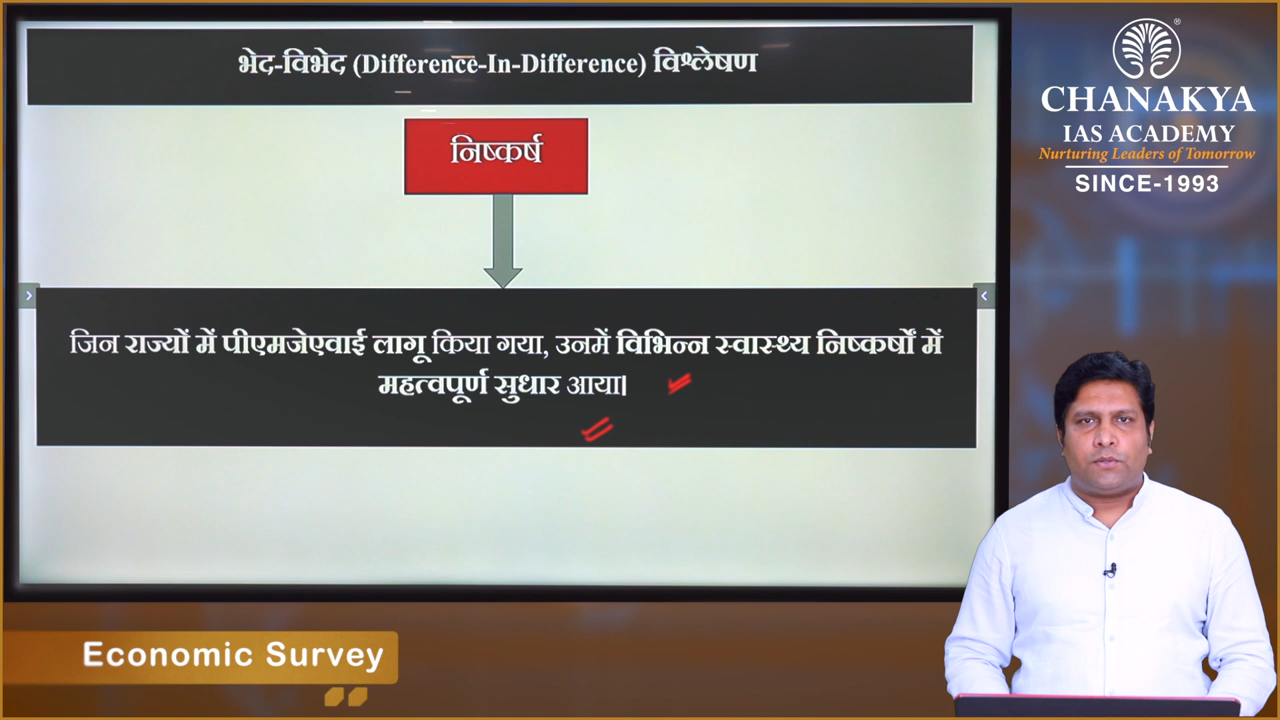 भेद-विभेद (Difference-In-Difference) विश्लेषण
निष्कर्ष
जिन राज्यों में पीएमजेएवाई लागू किया गया, उनमें विभिन्न स्वास्थ्य निष्कर्षों में
महत्वपूर्ण सुधार आया।
®
CHANAKYA
IAS ACADEMY
Nurturing Leaders of Tomorrow
SINCE-1993
Economic Survey